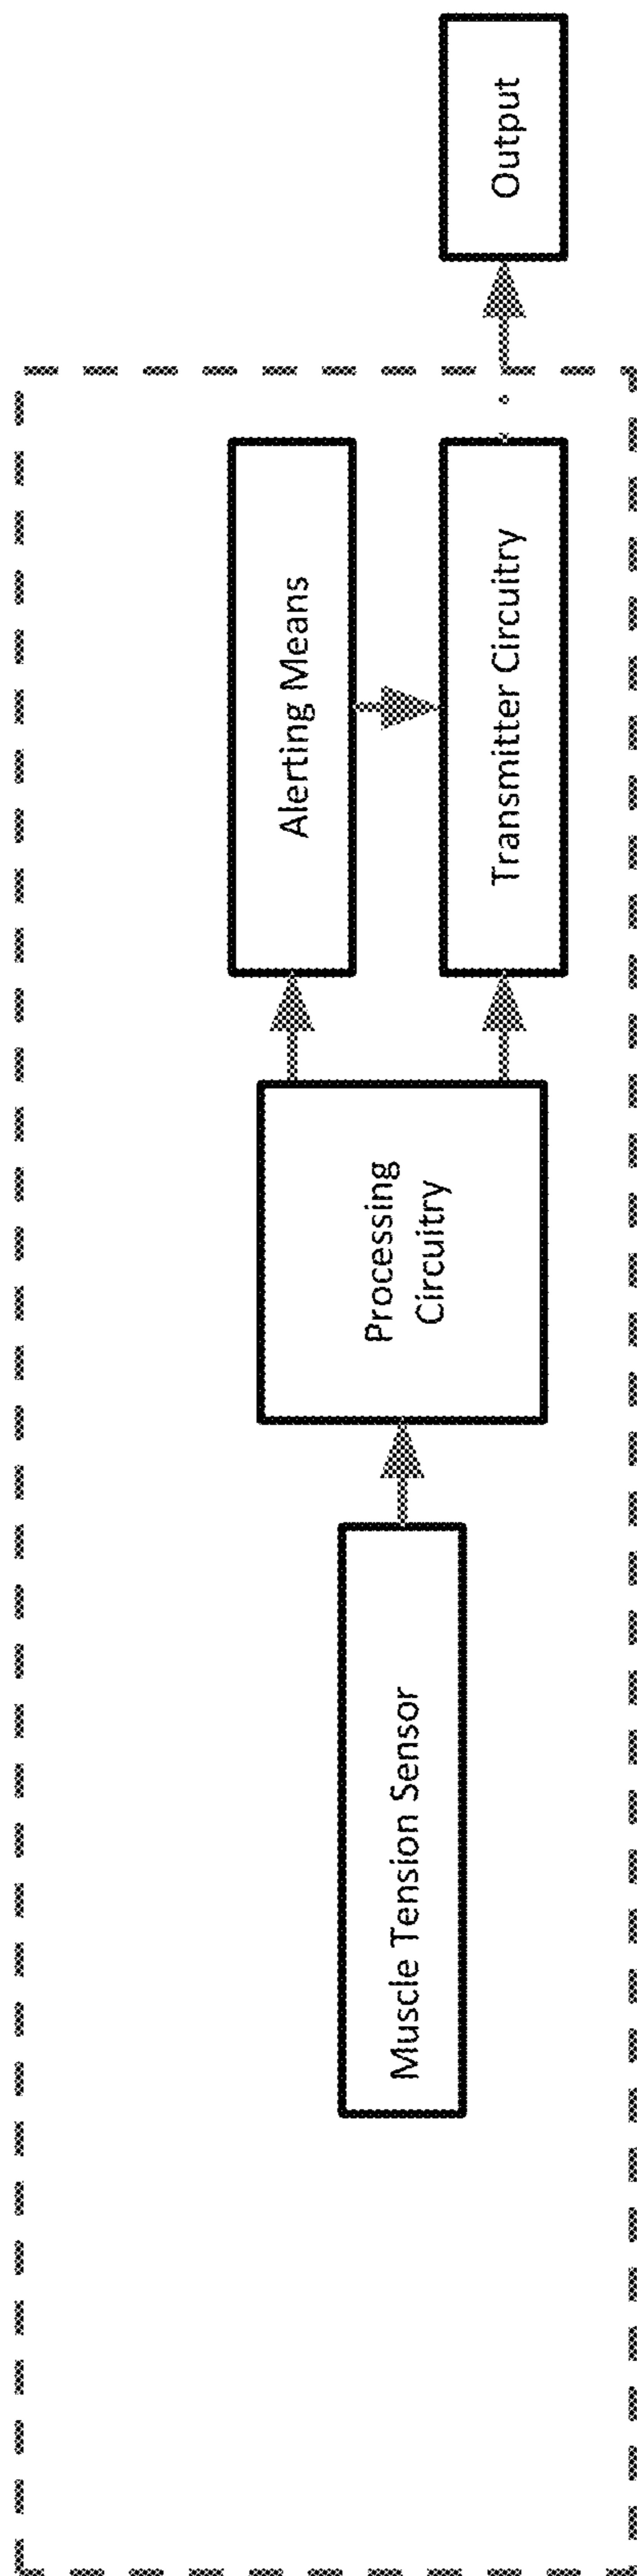 Muscle Tension Sensor
Processing
Circuitry
Alerting Means
Transmitter Circuitry
Output